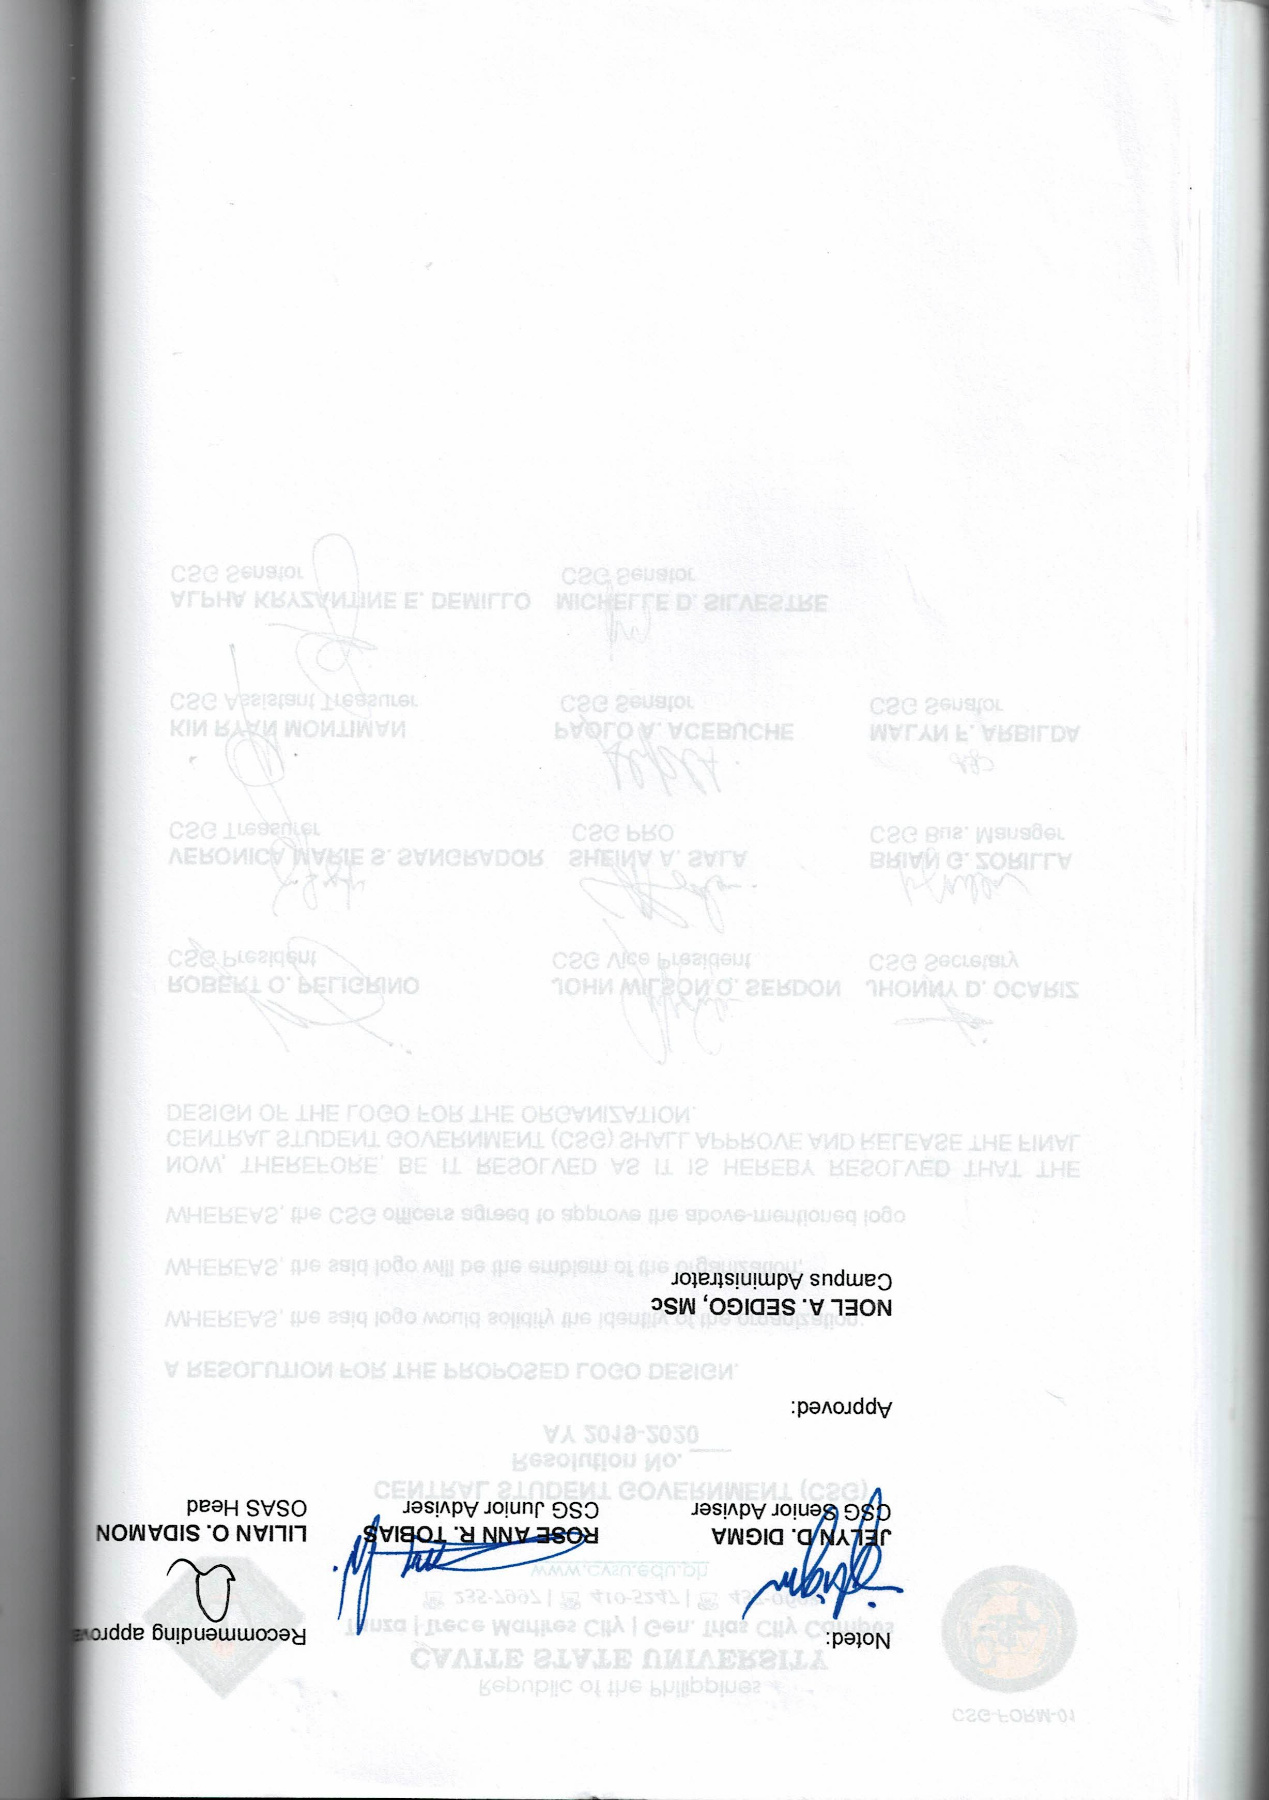 Noted:
Recommending approva
JELYN D. DIGMA
ROSE ANN R. TOBIAS
LILIAN O. SIDAMON
CSG Senior Adviser
CSG Junior Adviser
OSAS Head
Approved:
NOEL A. SEDIGO, MSc
Campus Administrator
CSG-FORM-01
Republic of the Philippines
CAVITE STATE UNIVERSITY
Tanza | Trece Martires City | Gen. Trias City Campus
www.cvsu.edu.ph
CENTRAL STUDENT GOVERNMENT (CSG)
Resolution No. ___
AY 2019-2020
A RESOLUTION FOR THE PROPOSED LOGO DESIGN.
WHEREAS, the said logo would solidify the identity of the organization;
WHEREAS, the said logo will be the emblem of the organization;
WHEREAS, the CSG officers agreed to approve the above-mentioned logo
NOW, THEREFORE, BE IT RESOLVED AS IT IS HEREBY RESOLVED THAT THE
CENTRAL STUDENT GOVERNMENT (CSG) SHALL APPROVE AND RELEASE THE FINAL
DESIGN OF THE LOGO FOR THE ORGANIZATION.
ROBERT O. PELIGRINO
JOHN WILSON Q. SERDON
JHONNY D. OCARIZ
CSG President
CSG Vice President
CSG Secretary
VERONICA MARIE S. SANGRADOR
SHEINA V. SALA
BRIAN G. ZORILLA
CSG Treasurer
CSG PRO
CSG Bus. Manager
KIN RYAN MONTIMAN
PAOLO A. ACEBUCHE
MALYN F. ARBILDA
CSG Assistant Treasurer
CSG Senator
CSG Senator
ALPHA KRYZANTINE E. DEMILLO
MICHELLE D. SILVESTRE
CSG Senator
CSG Senator